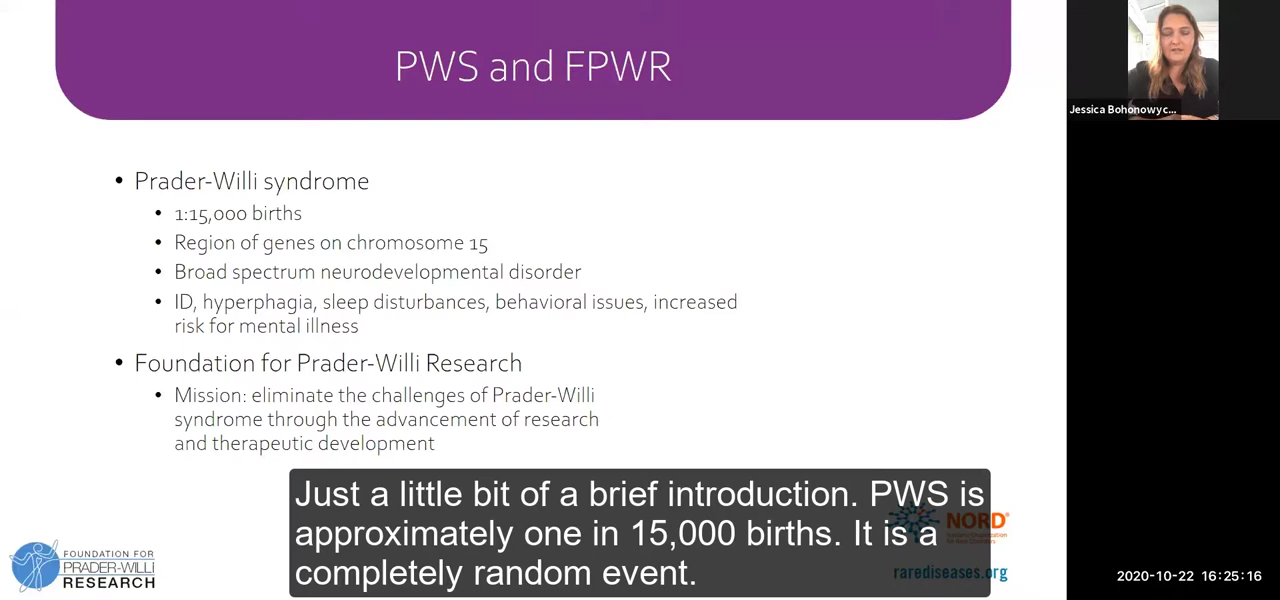 PWS and FPWR
Jessica Bohonowyc...
• Prader-Willi syndrome
• 1:15,000 births
• Region of genes on chromosome 15
• Broad spectrum neurodevelopmental disorder
• ID, hyperphagia, sleep disturbances, behavioral issues, increased
risk for mental illness
• Foundation for Prader-Willi Research
• Mission: eliminate the challenges of Prader-Willi
syndrome through the advancement of research
and therapeutic development
Just a little bit of a brief introduction. PWS is
approximately one in 15,000 births. It is a
completely random event.
NORD
rarediseases.org
FOUNDATION FOR
PRADER-WILLI
RESEARCH
2020-10-22 16:25:16